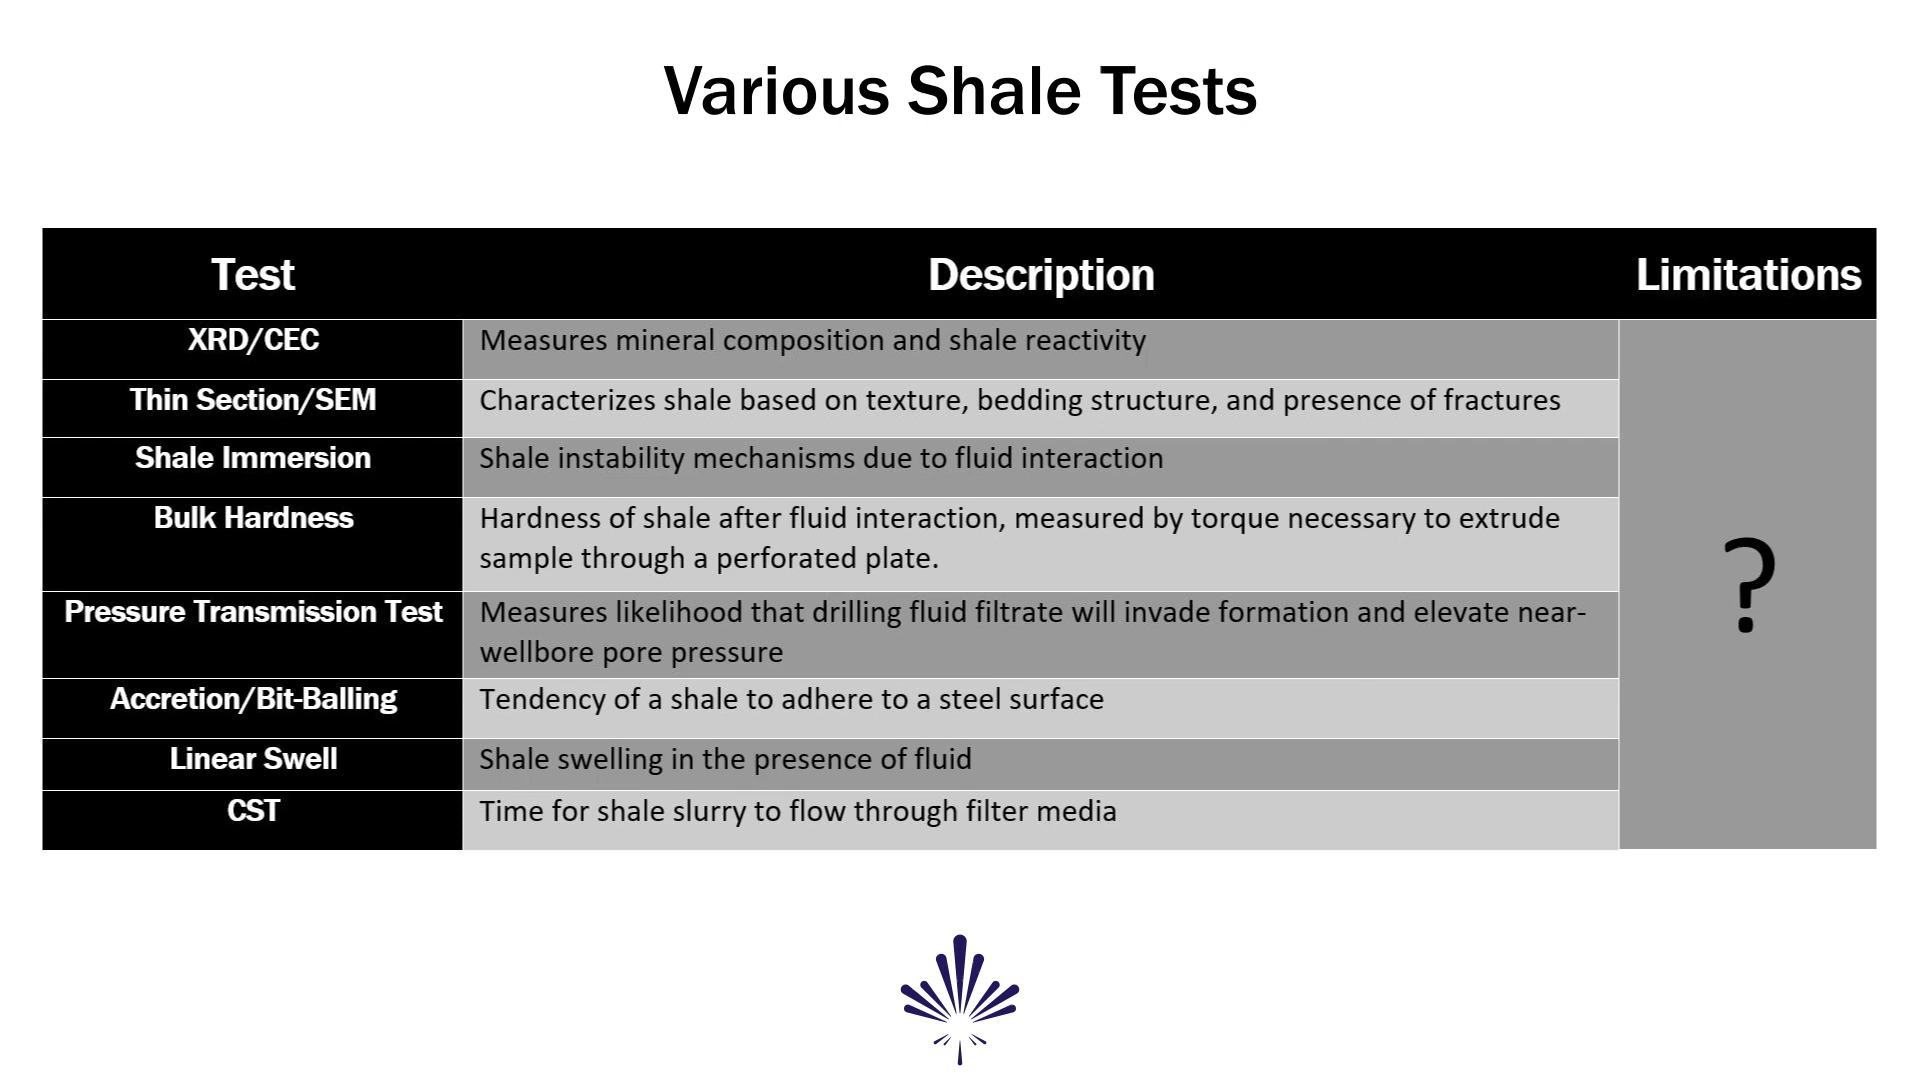 Various Shale Tests
Test Description Limitations
XRD/CEC Measures mineral composition and shale reactivity
Thin Section/SEM Characterizes shale based on texture, bedding structure, and presence of fractures
Shale Immersion Shale instability mechanisms due to fluid interaction
Bulk Hardness Hardness of shale after fluid interaction, measured by torque necessary to extrude
sample through a perforated plate.
?
Pressure Transmission Test Measures likelihood that drilling fluid filtrate will invade formation and elevate near-
wellbore pore pressure
Accretion/Bit-Balling Tendency of a shale to adhere to a steel surface
Linear Swell Shale swelling in the presence of fluid
CST Time for shale slurry to flow through filter media